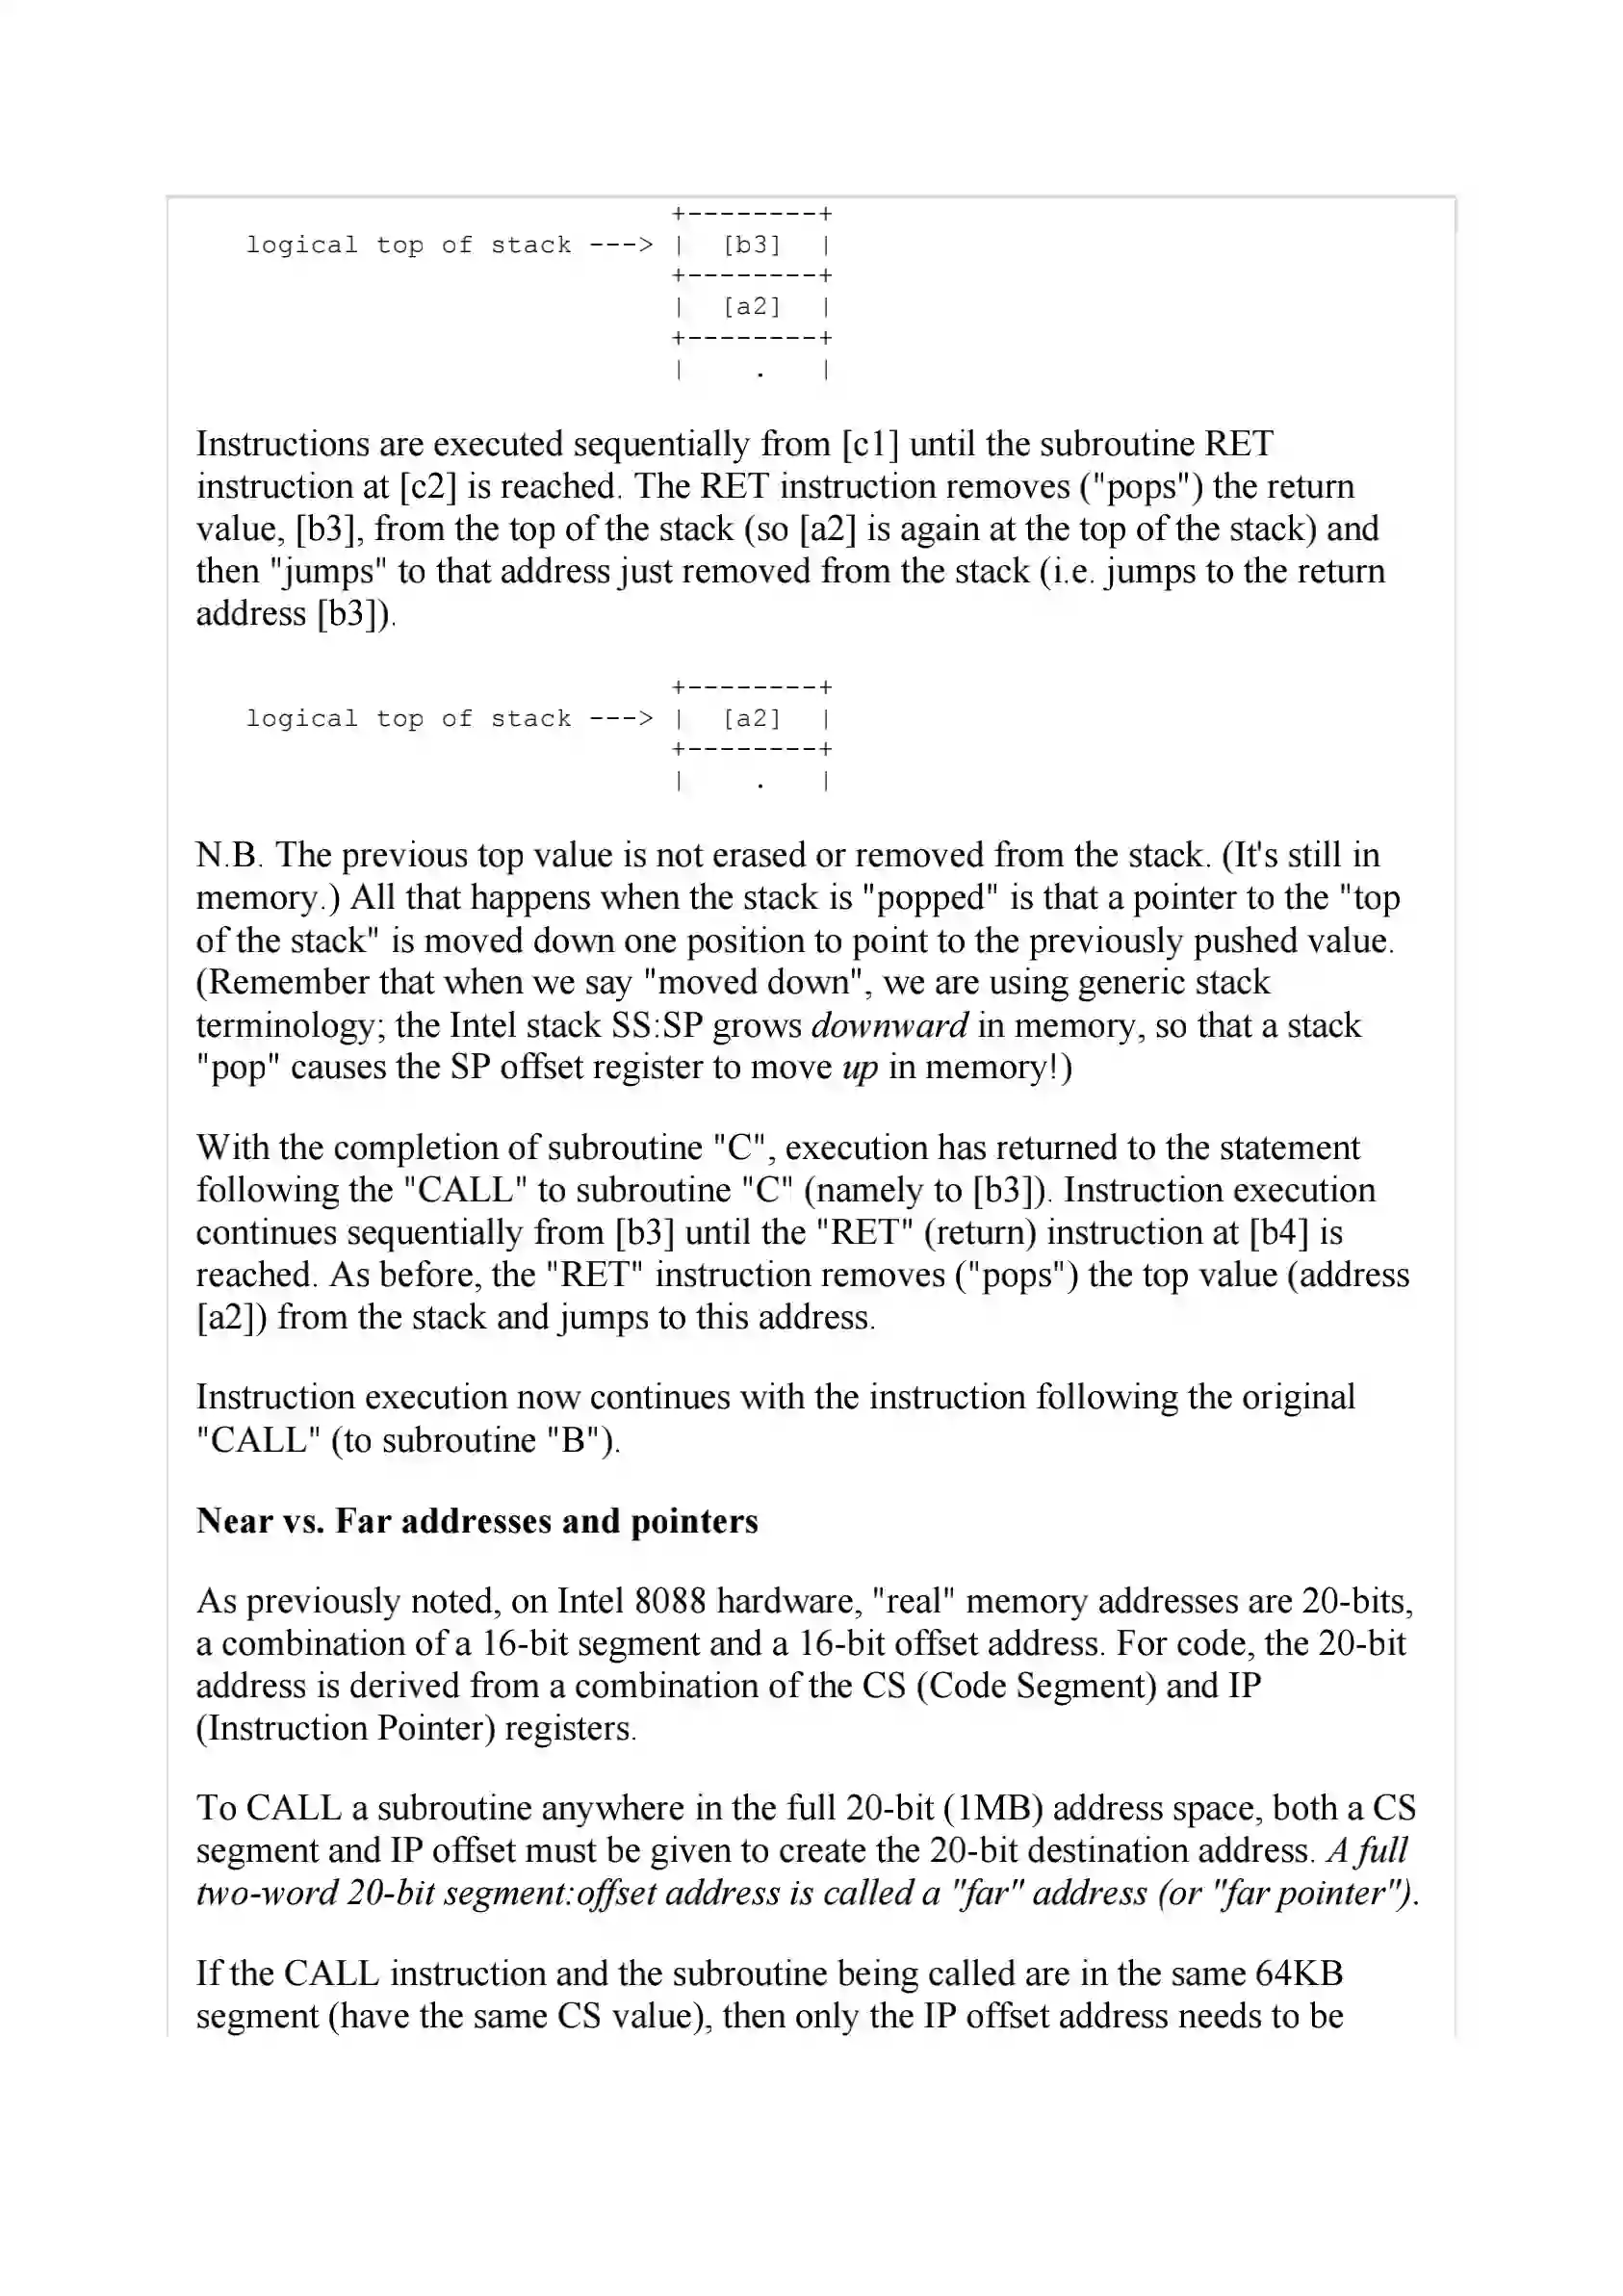 +--------+
logical top of stack ---> |  [b3]  |
+--------+
|  [a2]  |
+--------+
|    .   |
Instructions are executed sequentially from [c1] until the subroutine RET
instruction at [c2] is reached. The RET instruction removes ("pops") the return
value, [b3], from the top of the stack (so [a2] is again at the top of the stack) and
then "jumps" to that address just removed from the stack (i.e. jumps to the return
address [b3]).
+--------+
logical top of stack ---> |  [a2]  |
+--------+
|    .   |
N.B. The previous top value is not erased or removed from the stack. (It's still in
memory.) All that happens when the stack is "popped" is that a pointer to the "top
of the stack" is moved down one position to point to the previously pushed value.
(Remember that when we say "moved down", we are using generic stack
terminology; the Intel stack SS:SP grows downward in memory, so that a stack
"pop" causes the SP offset register to move up in memory!)
With the completion of subroutine "C", execution has returned to the statement
following the "CALL" to subroutine "C" (namely to [b3]). Instruction execution
continues sequentially from [b3] until the "RET" (return) instruction at [b4] is
reached. As before, the "RET" instruction removes ("pops") the top value (address
[a2]) from the stack and jumps to this address.
Instruction execution now continues with the instruction following the original
"CALL" (to subroutine "B").
Near vs. Far addresses and pointers
As previously noted, on Intel 8088 hardware, "real" memory addresses are 20-bits,
a combination of a 16-bit segment and a 16-bit offset address. For code, the 20-bit
address is derived from a combination of the CS (Code Segment) and IP
(Instruction Pointer) registers.
To CALL a subroutine anywhere in the full 20-bit (1MB) address space, both a CS
segment and IP offset must be given to create the 20-bit destination address. A full
two-word 20-bit segment:offset address is called a "far" address (or "far pointer").
If the CALL instruction and the subroutine being called are in the same 64KB
segment (have the same CS value), then only the IP offset address needs to be